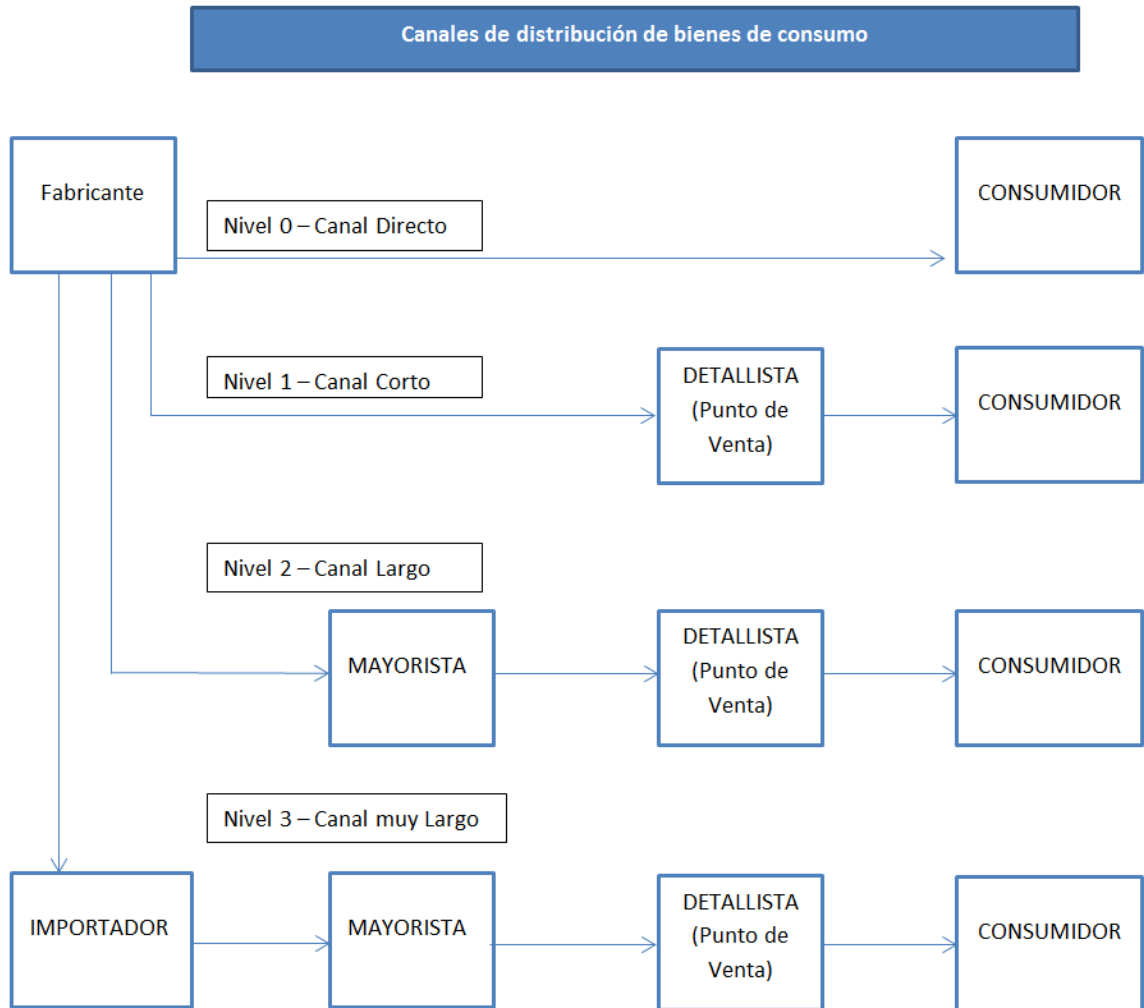 Canales de distribución de bienes de consumo
Fabricante
CONSUMIDOR
Nivel 0 – Canal Directo
Nivel 1 – Canal Corto
DETALLISTA
(Punto de
Venta)
CONSUMIDOR
Nivel 2 – Canal Largo
MAYORISTA
DETALLISTA
(Punto de
Venta)
CONSUMIDOR
Nivel 3 – Canal muy Largo
IMPORTADOR
MAYORISTA
DETALLISTA
(Punto de
Venta)
CONSUMIDOR